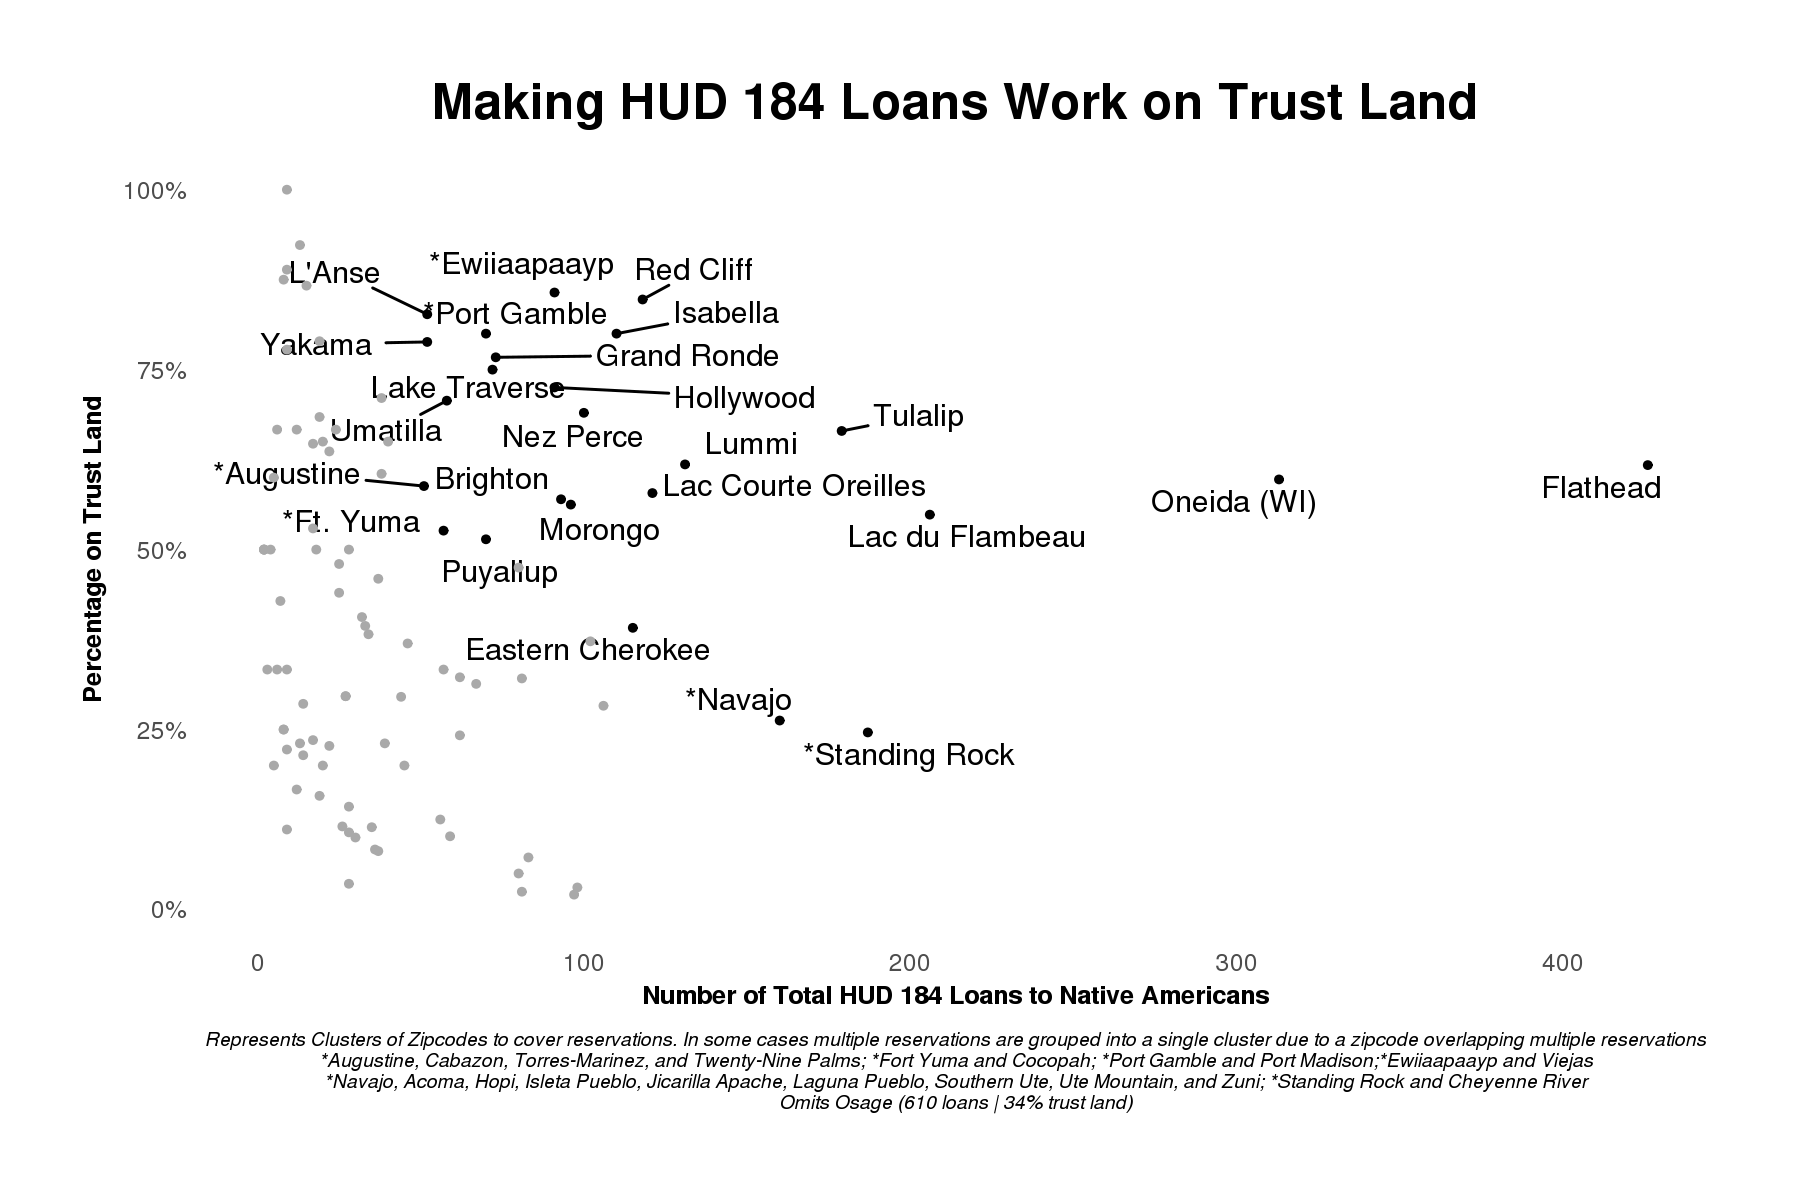 Making HUD 184 Loans Work on Trust Land
100%
*Ewiiaapaayp
Red Cliff
L'Anse
*Port Gamble
Isabella
Yakama
Grand Ronde
75%
Lake Traverse
Hollywood
Tulalip
Umatilla
Nez Perce
Lummi
*Augustine
Brighton
Lac Courte Oreilles
Flathead
Oneida (WI)
*Ft. Yuma
Morongo
Lac du Flambeau
50%
Puyallup
Eastern Cherokee
*Navajo
25%
*Standing Rock
0%
Percentage on Trust Land
0 100 200 300 400
Number of Total HUD 184 Loans to Native Americans
Represents Clusters of Zipcodes to cover reservations. In some cases multiple reservations are grouped into a single cluster due to a zipcode overlapping multiple reservations
*Augustine, Cabazon, Torres-Marinez, and Twenty-Nine Palms; *Fort Yuma and Cocopah; *Port Gamble and Port Madison;*Ewiiaapaayp and Viejas
*Navajo, Acoma, Hopi, Isleta Pueblo, Jicarilla Apache, Laguna Pueblo, Southern Ute, Ute Mountain, and Zuni; *Standing Rock and Cheyenne River
Omits Osage (610 loans | 34% trust land)